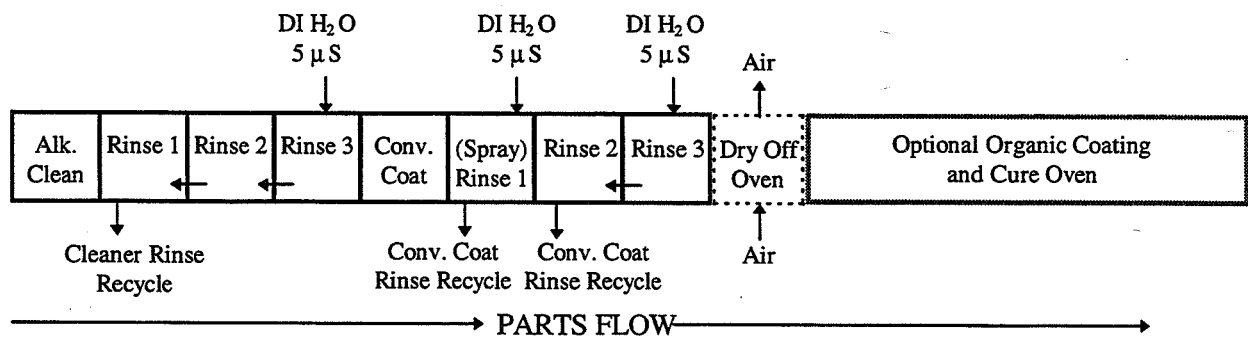 DI H₂O
5 µS
DI H₂O
5 µS
DI H₂O
5 µS
Air
Alk.
Clean
Rinse 1
Rinse 2
Rinse 3
Conv.
Coat
(Spray)
Rinse 1
Rinse 2
Rinse 3
Dry Off
Oven
Optional Organic Coating
and Cure Oven
Cleaner Rinse
Recycle
Conv. Coat
Rinse Recycle
Conv. Coat
Rinse Recycle
Air
PARTS FLOW